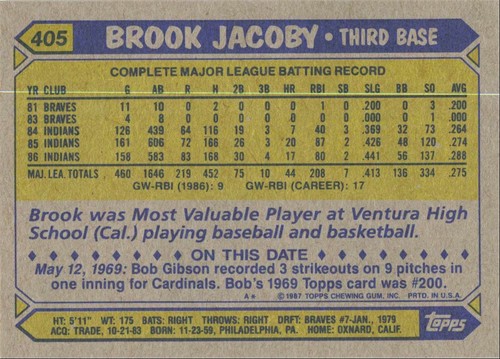 405 BROOK JACOBY • THIRD BASE
COMPLETE MAJOR LEAGUE BATTING RECORD
YR CLUB G AB R H 2B 3B HR RBI SB SLG BB SO AVG
81 BRAVES 11 10 0 2 0 0 0 1 0 .200 0 3 .200
83 BRAVES 4 8 0 0 0 0 0 0 0 .000 0 1 .000
84 INDIANS 126 439 64 116 19 3 7 40 3 .369 32 73 .264
85 INDIANS 161 606 72 166 26 3 20 87 2 .426 48 120 .274
86 INDIANS 158 583 83 168 30 4 17 80 2 .441 56 137 .288
MAJ. LEA. TOTALS 460 1646 219 452 75 10 44 208 7 .413 136 334 .275
GW-RBI (1986): 9 GW-RBI (CAREER): 17
Brook was Most Valuable Player at Ventura High
School (Cal.) playing baseball and basketball.
ON THIS DATE
May 12, 1969: Bob Gibson recorded 3 strikeouts on 9 pitches in
one inning for Cardinals. Bob's 1969 Topps card was #200.
A* ©1987 TOPPS CHEWING GUM, INC. PRTD. IN U.S.A.
HT: 5'11" WT: 175 BATS: RIGHT THROWS: RIGHT DRFT: BRAVES #7-JAN., 1979
ACQ: TRADE, 10-21-83 BORN: 11-23-59, PHILADELPHIA, PA. HOME: OXNARD, CALIF.
Topps